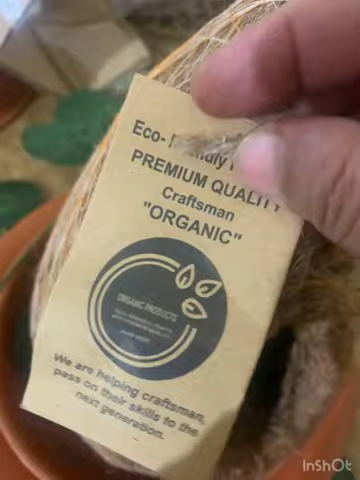 Eco-
PREMIUM QUALITY
Craftsman
"ORGANIC"
ORGANIC PRODUCTS
We are helping craftsman,
pass on their skills to the
next generation.
InShOt